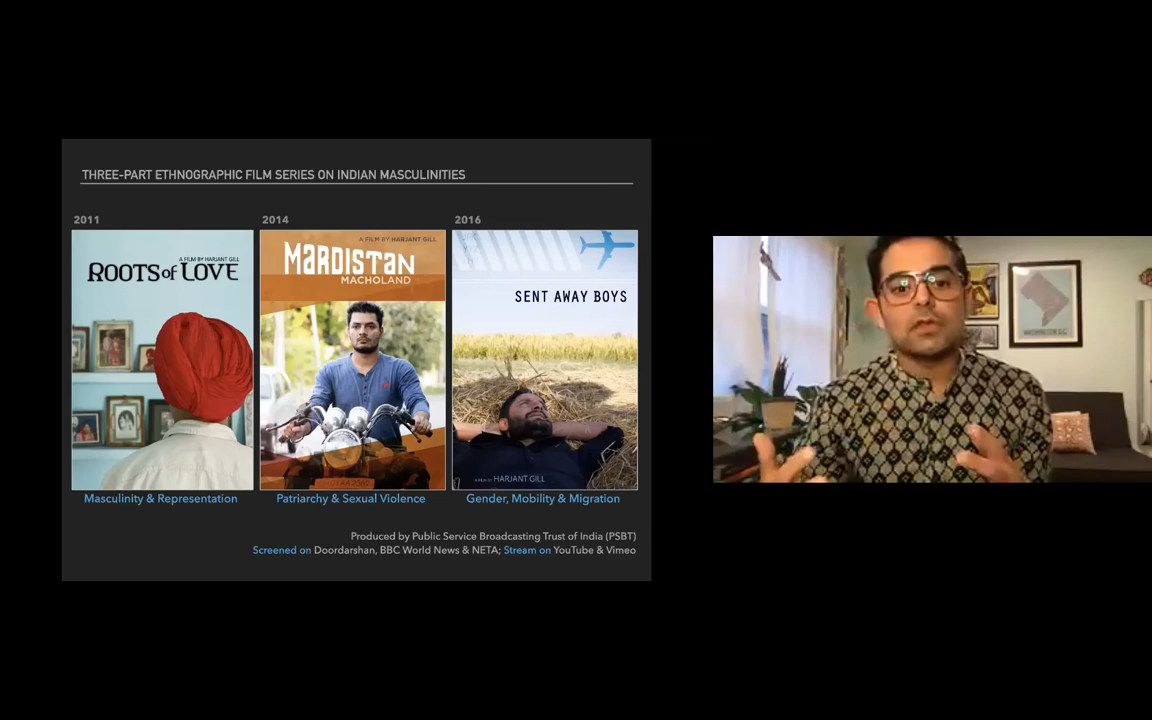 THREE-PART ETHNOGRAPHIC FILM SERIES ON INDIAN MASCULINITIES
2011
2014
2016
A FILM BY HARJANT GILL
ROOTS of LOVE
A FILM BY HARJANT GILL
MARDISTAN
MACHOLAND
SENT AWAY BOYS
A FILM BY HARJANT GILL
Masculinity & Representation
Patriarchy & Sexual Violence
Gender, Mobility & Migration
Produced by Public Service Broadcasting Trust of India (PSBT)
Screened on Doordarshan, BBC World News & NETA; Stream on YouTube & Vimeo
WASHINGTON D.C.